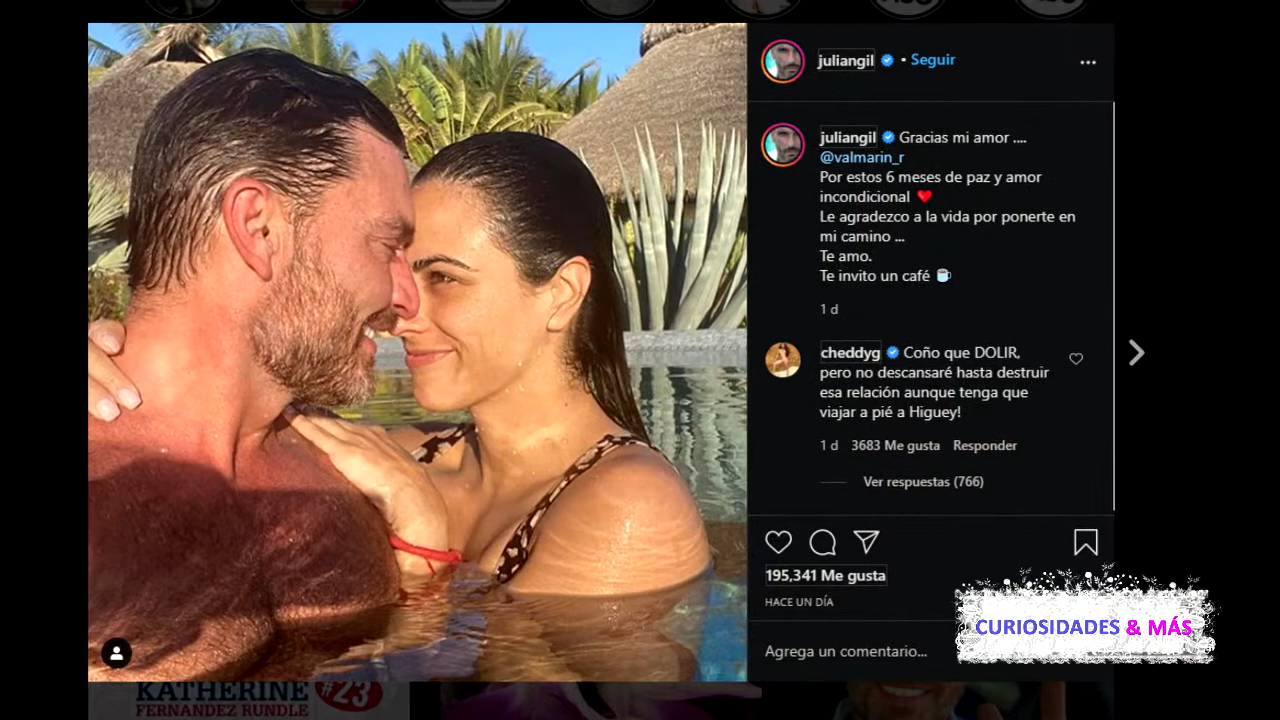 juliangil • Seguir
juliangil Gracias mi amor ....
@valmarin_r
Por estos 6 meses de paz y amor
incondicional ❤️
Le agradezco a la vida por ponerte en
mi camino ...
Te amo.
Te invito un café ☕
1 d
cheddyg Coño que DOLIR,
pero no descansaré hasta destruir
esa relación aunque tenga que
viajar a pié a Higuey!
1 d 3683 Me gusta Responder
Ver respuestas (766)
195,341 Me gusta
HACE UN DÍA
Agrega un comentario...
CURIOSIDADES & MÁS
KATHERINE #23
FERNANDEZ RUNDLE